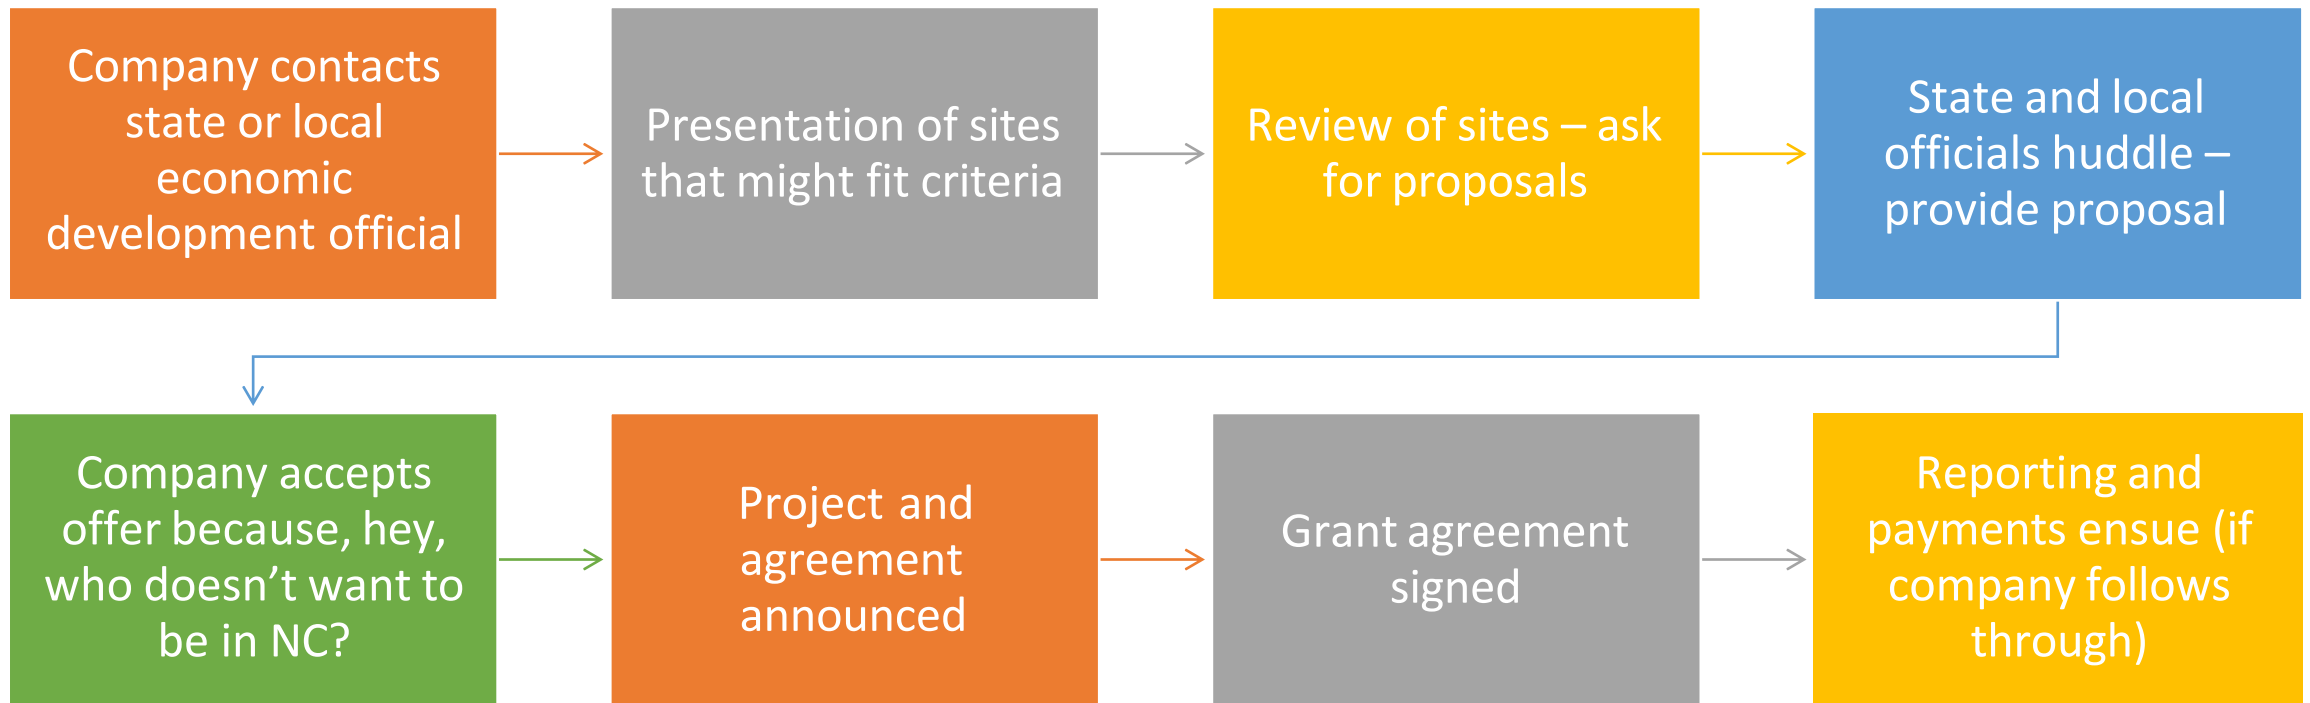 Company contacts
state or local
economic
development official
Presentation of sites
that might fit criteria
Review of sites – ask
for proposals
State and local
officials huddle –
provide proposal
Company accepts
offer because, hey,
who doesn’t want to
be in NC?
Project and
agreement
announced
Grant agreement
signed
Reporting and
payments ensue (if
company follows
through)